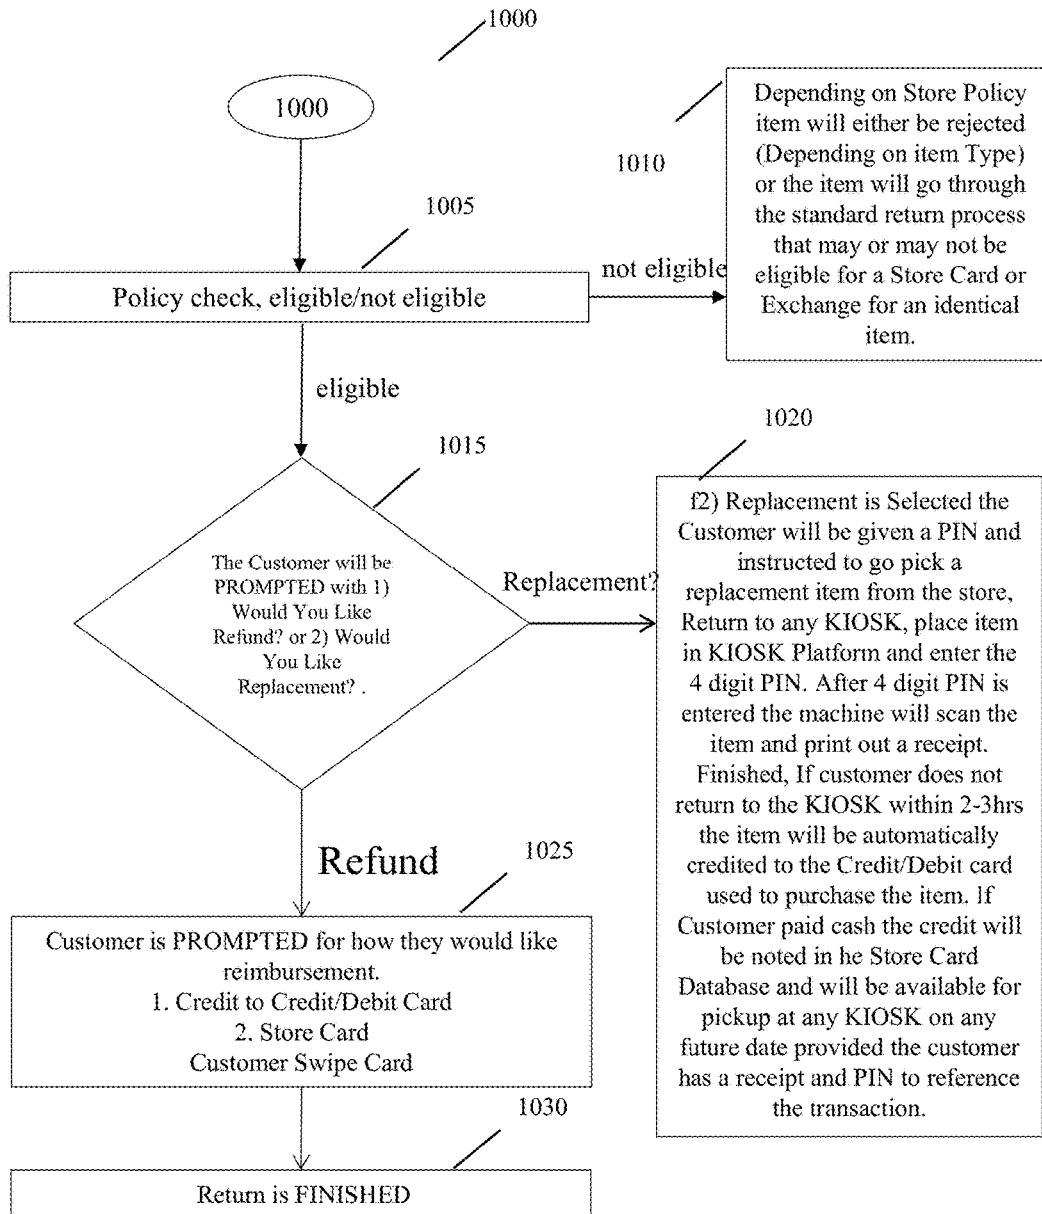 1000
1000
1010
Depending on Store Policy
item will either be rejected
(Depending on item Type)
or the item will go through
the standard return process
that may or may not be
eligible for a Store Card or
Exchange for an identical
item.
1005
not eligible
Policy check, eligible/not eligible
eligible
1015
1020
The Customer will be
PROMPTED with 1)
Would You Like
Refund? or 2) Would
You Like
Replacement? .
Replacement?
f2) Replacement is Selected the
Customer will be given a PIN and
instructed to go pick a
replacement item from the store,
Return to any KIOSK, place item
in KIOSK Platform and enter the
4 digit PIN. After 4 digit PIN is
entered the machine will scan the
item and print out a receipt.
Finished, If customer does not
return to the KIOSK within 2-3hrs
the item will be automatically
credited to the Credit/Debit card
used to purchase the item. If
Customer paid cash the credit will
be noted in he Store Card
Database and will be available for
pickup at any KIOSK on any
future date provided the customer
has a receipt and PIN to reference
the transaction.
Refund
1025
Customer is PROMPTED for how they would like
reimbursement.
1. Credit to Credit/Debit Card
2. Store Card
Customer Swipe Card
1030
Return is FINISHED